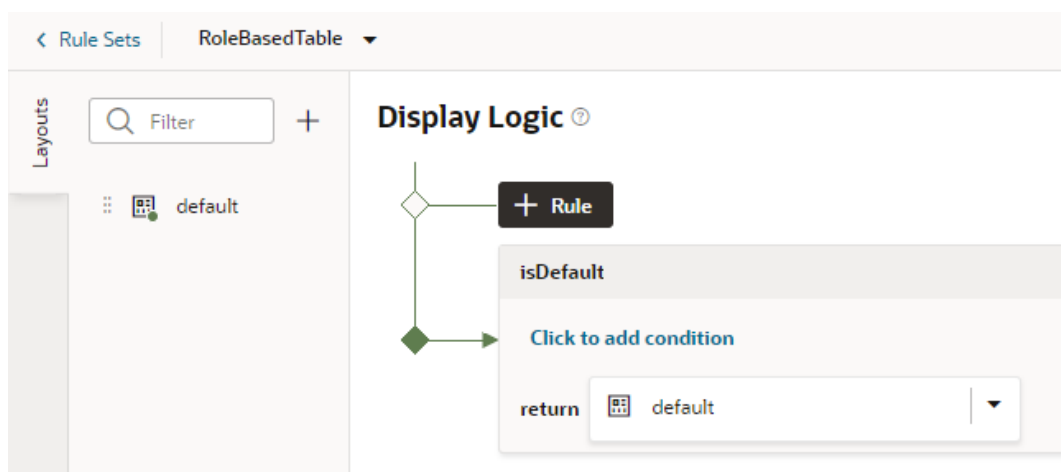 Rule Sets
RoleBasedTable
Layouts
Filter
default
Display Logic
Rule
isDefault
Click to add condition
return
default